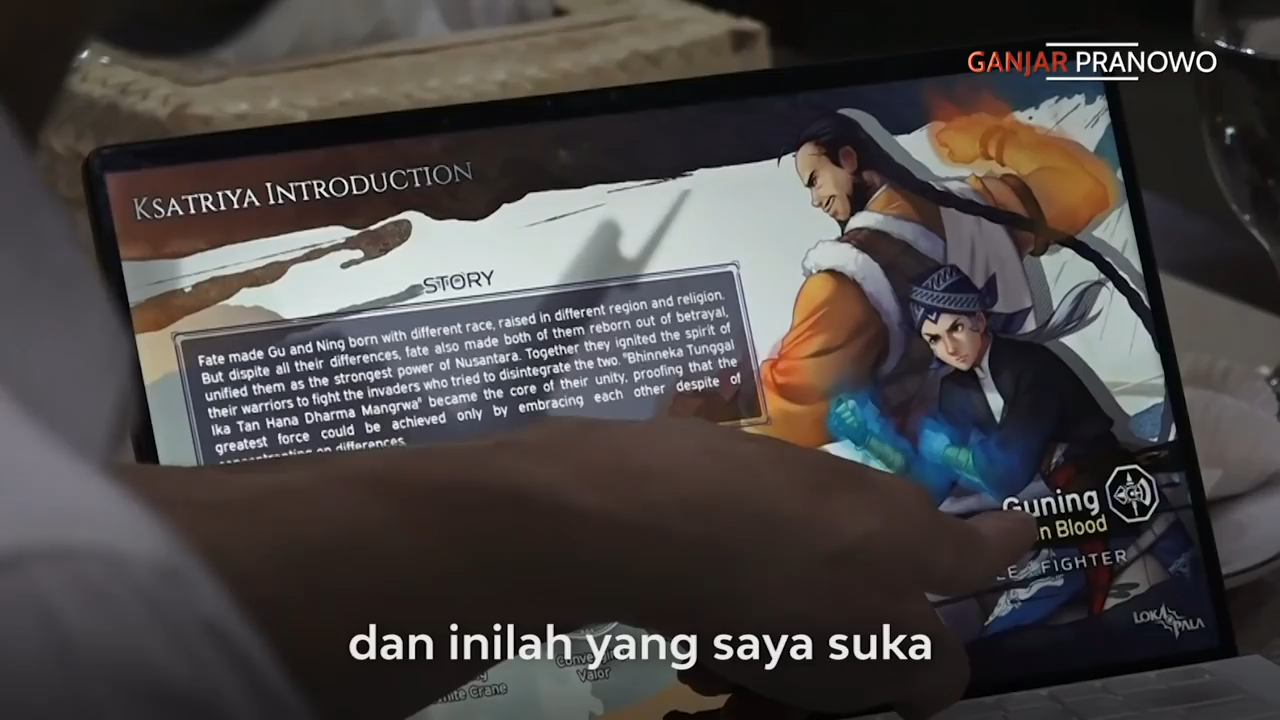 GANJAR PRANOWO
KSATRIYA INTRODUCTION
STORY
Fate made Gu and Ning born with different race, raised in different region and religion.
But dispite all their differences, fate also made both of them reborn out of betrayal,
unified them as the strongest power of Nusantara. Together they ignited the spirit of
their warriors to fight the invaders who tried to disintegrate the two. "Bhinneka Tunggal
Ika Tan Hana Dharma Mangrwa" became the core of their unity, proofing that the
greatest force could be achieved only by embracing each other despite of
differences.
Guning
Blood
FIGHTER
LOKAPALA
dan inilah yang saya suka
Valor
Crane